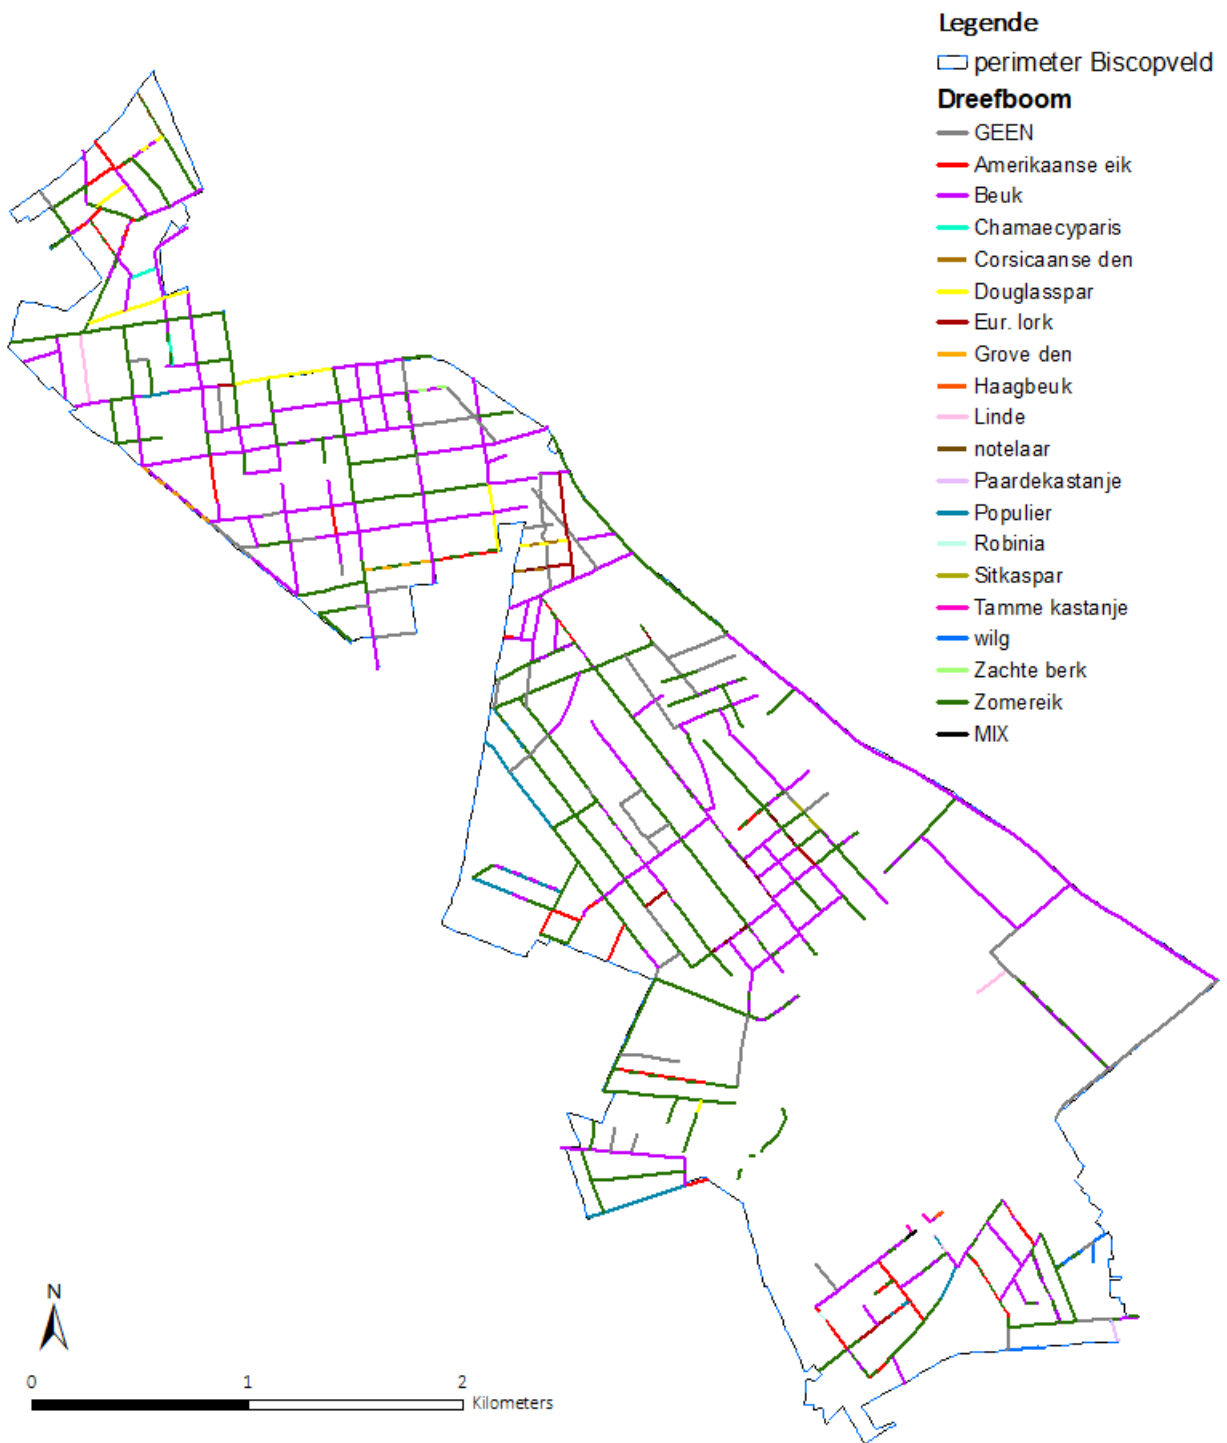 Legende
perimeter Biscopveld
Dreefboom
GEEN
Amerikaanse eik
Beuk
Chamaecyparis
Corsicaanse den
Douglasspar
Eur. lork
Grove den
Haagbeuk
Linde
notelaar
Paardekastanje
Populier
Robinia
Sitkaspar
Tamme kastanje
wilg
Zachte berk
Zomereik
MIX
N
0 1 2
Kilometers